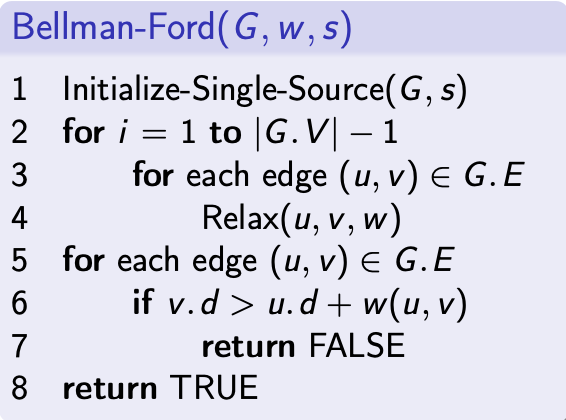 Bellman-Ford(G, w, s)
1 Initialize-Single-Source(G, s)
2 for i = 1 to |G.V| − 1
3 for each edge (u, v) ∈ G.E
4 Relax(u, v, w)
5 for each edge (u, v) ∈ G.E
6 if v.d > u.d + w(u, v)
7 return FALSE
8 return TRUE